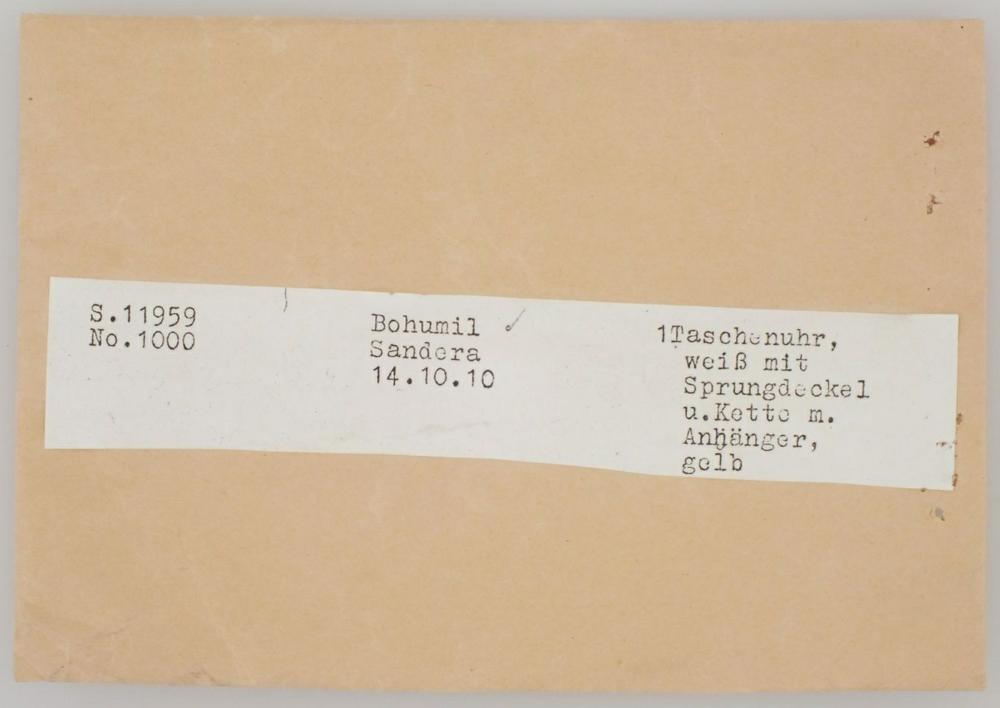 S.11959
No.1000
Bohumil
Sandera
14.10.10
1Taschenuhr,
weiß mit
Sprungdeckel
u.Kette m.
Anhänger,
gelb